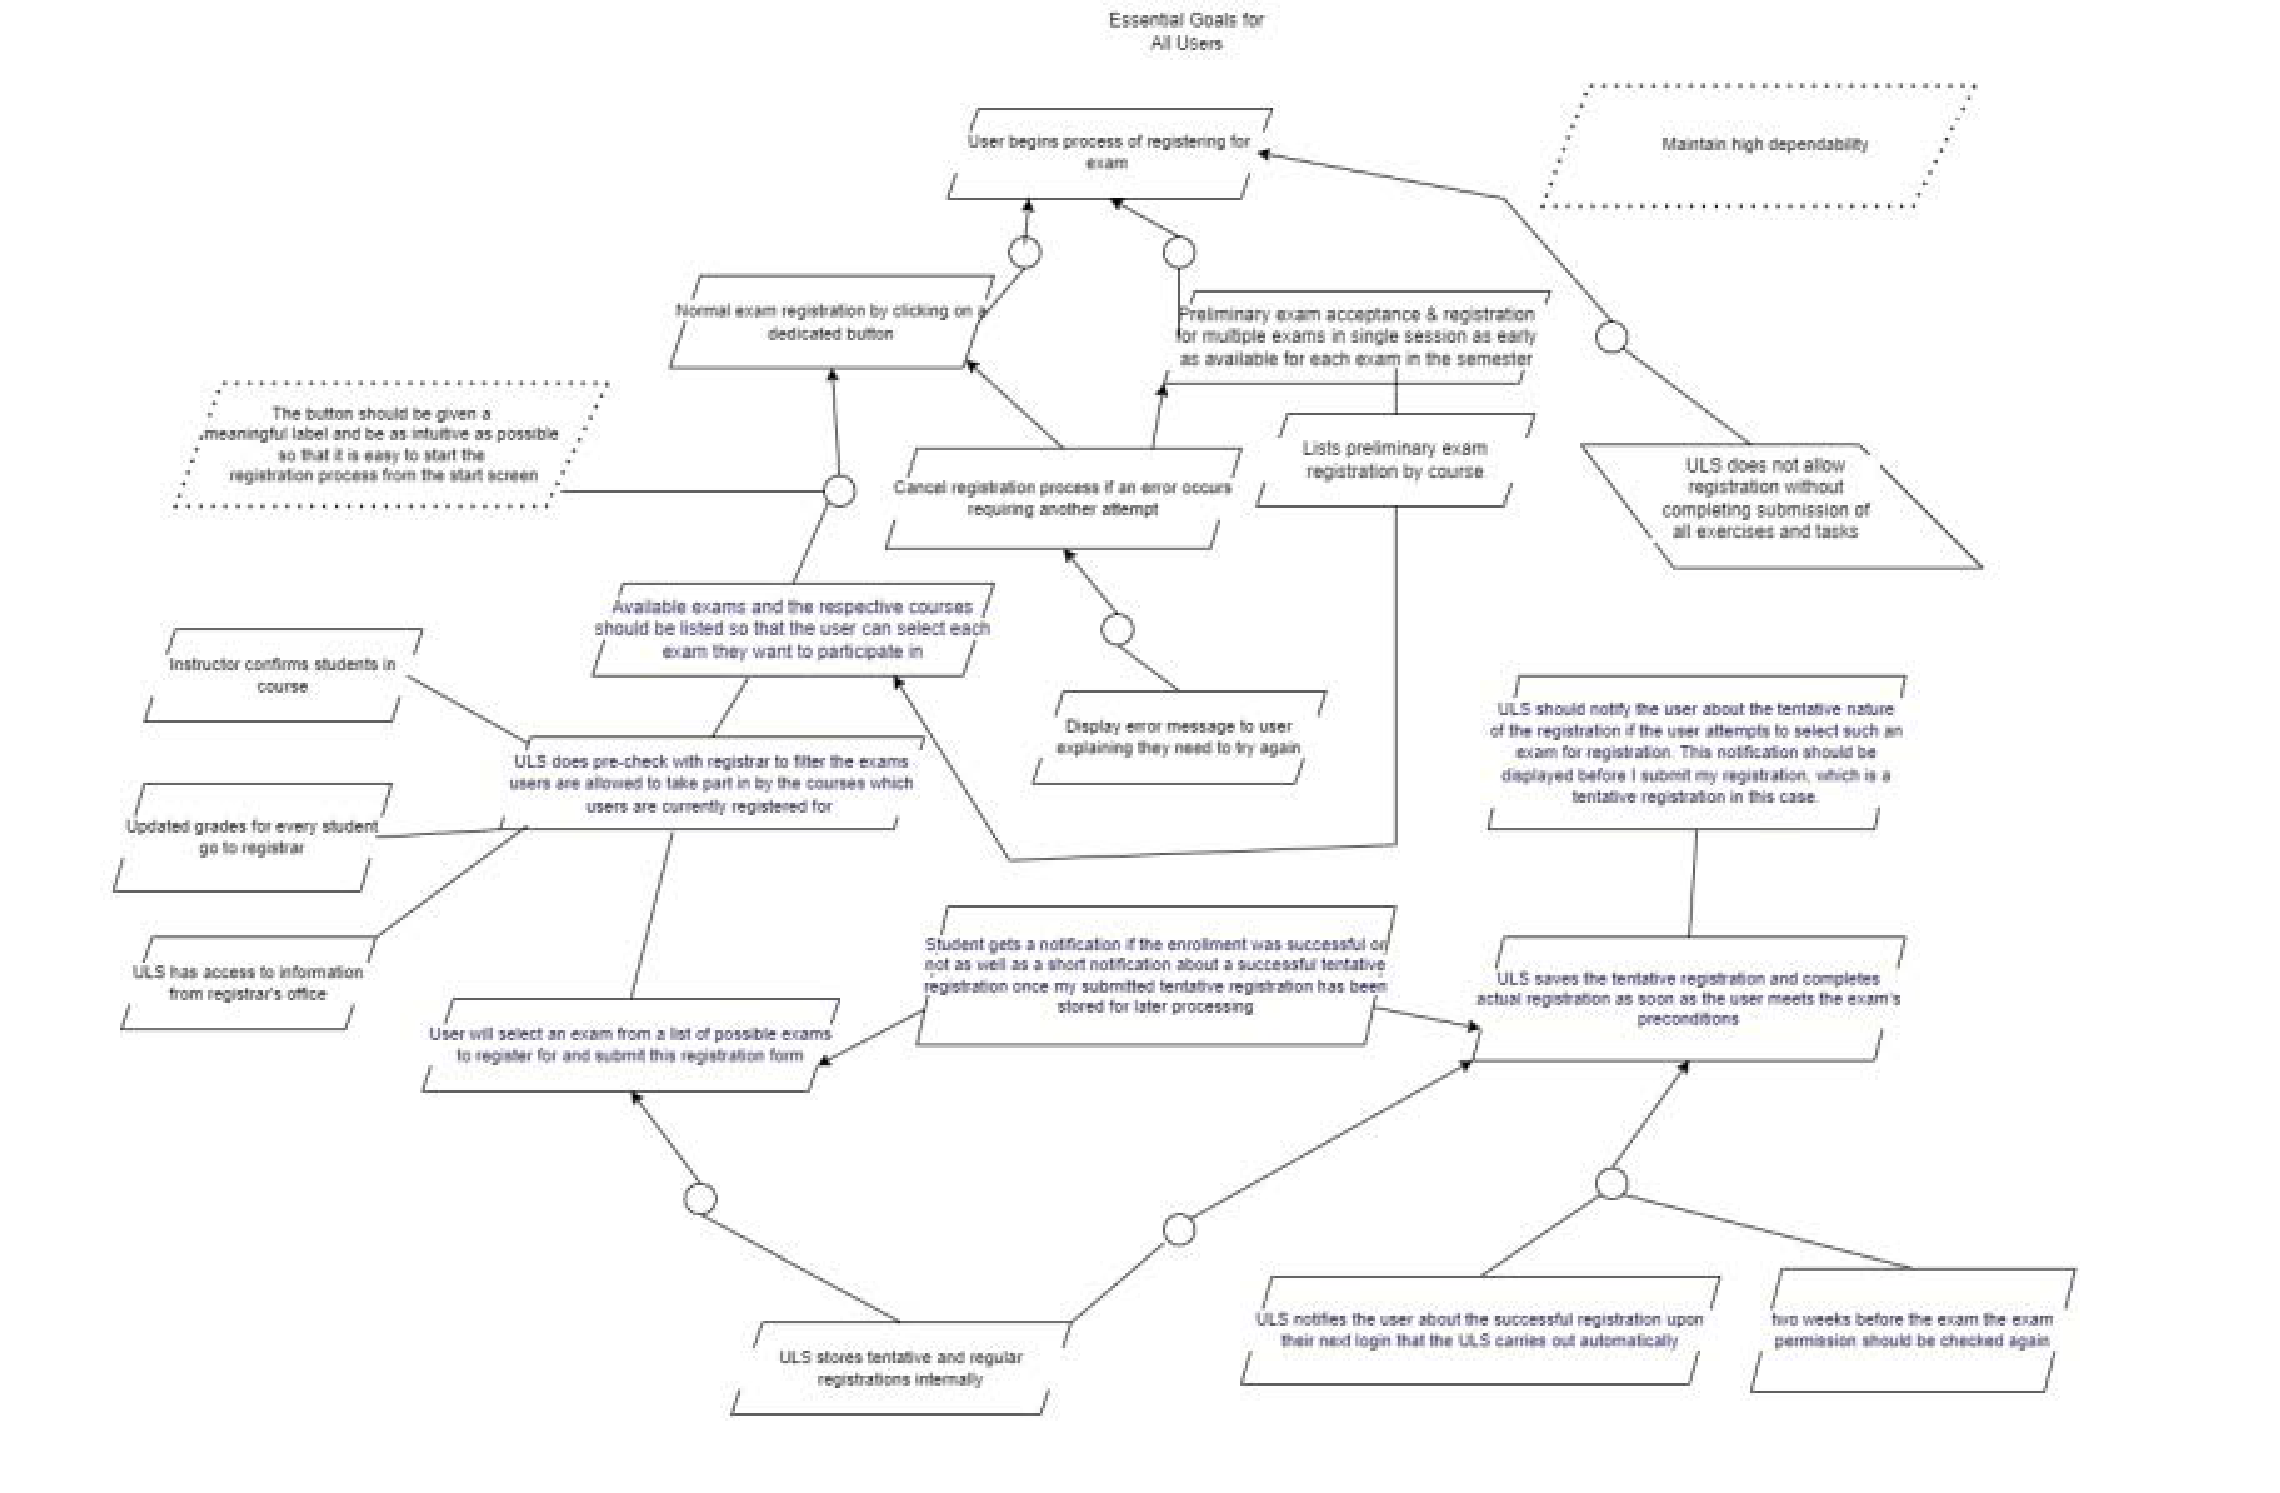 Essential Goals for
All Users
User begins process of registering for
exam
Maintain high dependability
Normal exam registration by clicking on a
dedicated button
Preliminary exam acceptance & registration
for multiple exams in single session as early
as available for each exam in the semester
The button should be given a
meaningful label and be as intuitive as possible
so that it is easy to start the
registration process from the start screen
Cancel registration process if an error occurs
requiring another attempt
Lists preliminary exam
registration by course
ULS does not allow
registration without
completing submission of
all exercises and tasks
Available exams and the respective courses
should be listed so that the user can select each
exam they want to participate in
Instructor confirms students in
course
Display error message to user
explaining they need to try again
ULS should notify the user about the tentative nature
of the registration if the user attempts to select such an
exam for registration. This notification should be
displayed before I submit my registration, which is a
tentative registration in this case.
ULS does pre-check with registrar to filter the exams
users are allowed to take part in by the courses which
users are currently registered for
Updated grades for every student
go to registrar
ULS has access to information
from registrar's office
Student gets a notification if the enrollment was successful or
not as well as a short notification about a successful tentative
registration once my submitted tentative registration has been
stored for later processing
ULS saves the tentative registration and completes
actual registration as soon as the user meets the exam's
preconditions
User will select an exam from a list of possible exams
to register for and submit this registration form
ULS stores tentative and regular
registrations internally
ULS notifies the user about the successful registration upon
their next login that the ULS carries out automatically
two weeks before the exam the exam
permission should be checked again